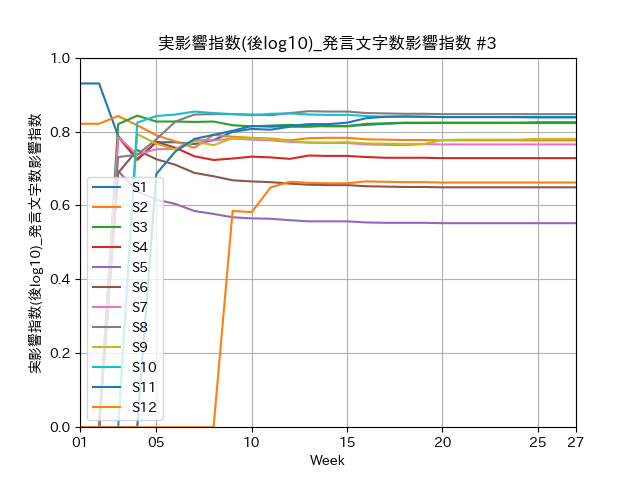 実影響指数(後log10)_発言文字数影響指数 #3
実影響指数(後log10)_発言文字数影響指数
1.0
0.8
0.6
0.4
0.2
0.0
S1
S2
S3
S4
S5
S6
S7
S8
S9
S10
S11
S12
01
05
10
15
20
25
27
Week